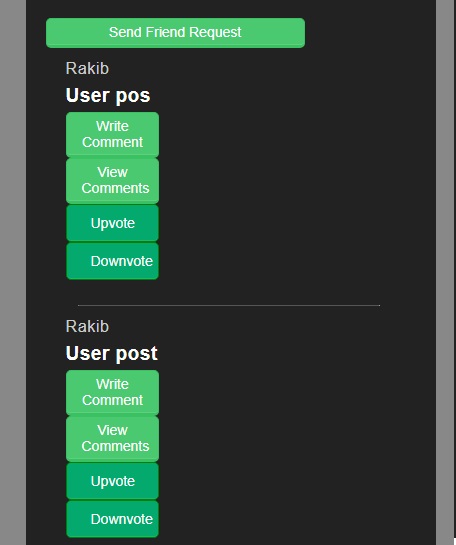 Send Friend Request
Rakib
User pos
Write
Comment
View
Comments
Upvote
Downvote
Rakib
User post
Write
Comment
View
Comments
Upvote
Downvote